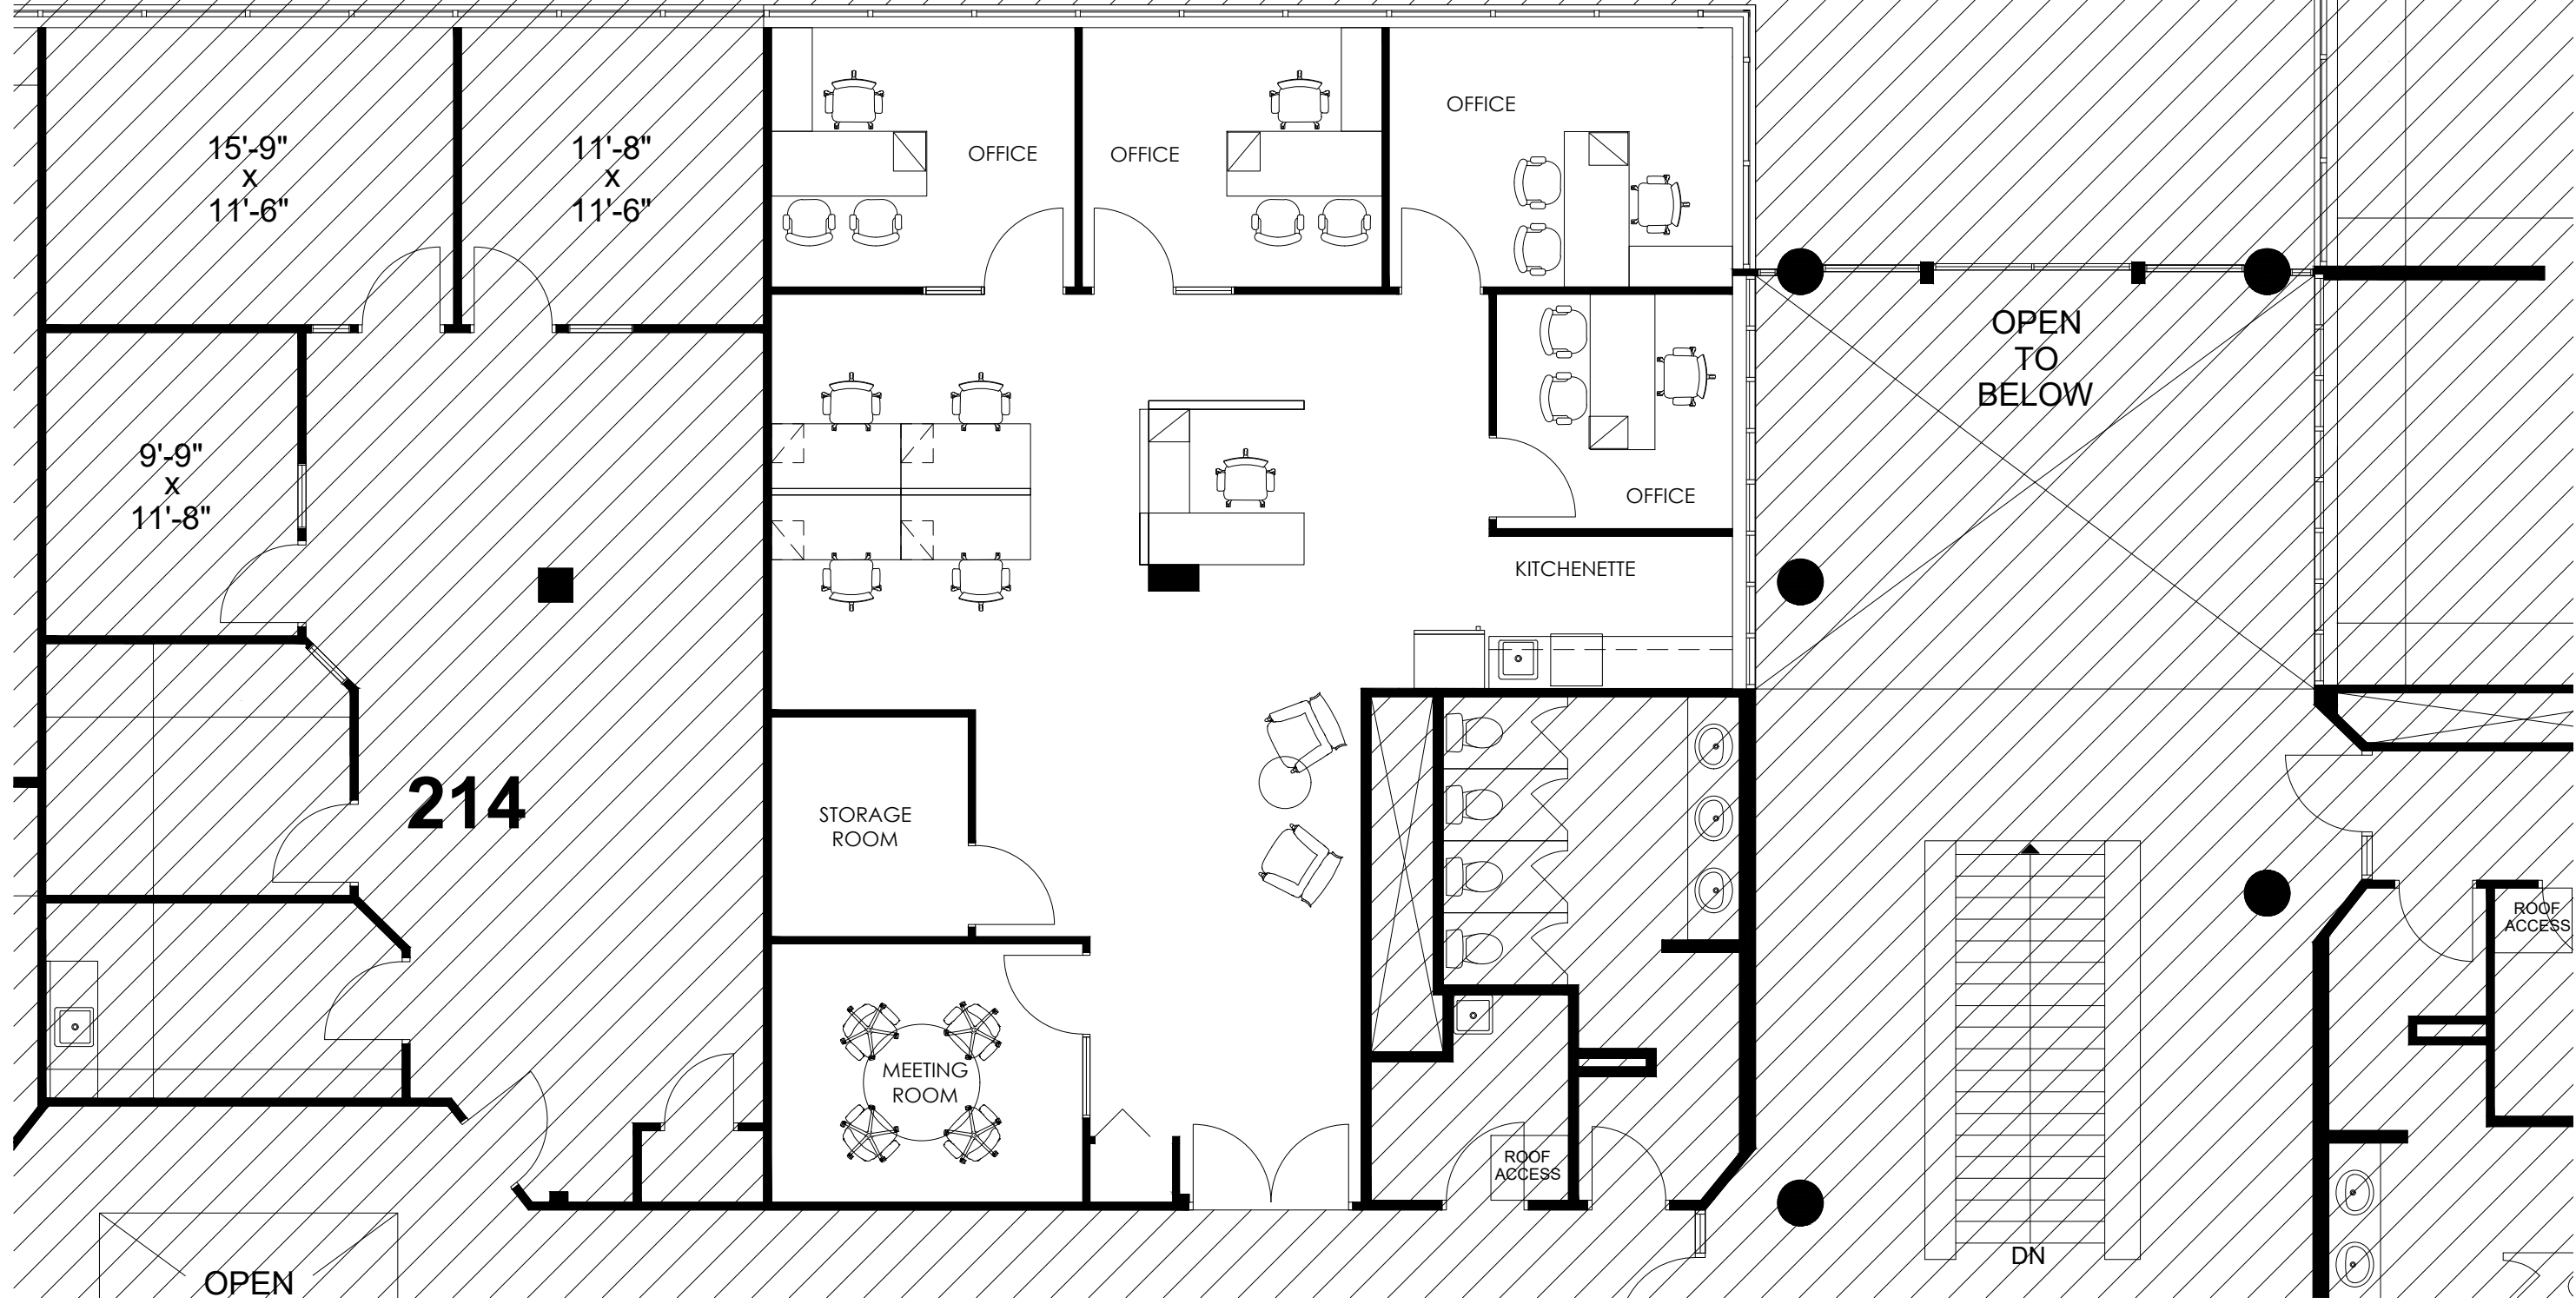 15'-9"
x
11'-6"
11'-8"
x
11'-6"
OFFICE
OFFICE
OFFICE
OPEN
TO
BELOW
9'-9"
x
11'-8"
OFFICE
KITCHENETTE
214
STORAGE
ROOM
ROOF
ACCESS
MEETING
ROOM
ROOF
ACCESS
DN
OPEN